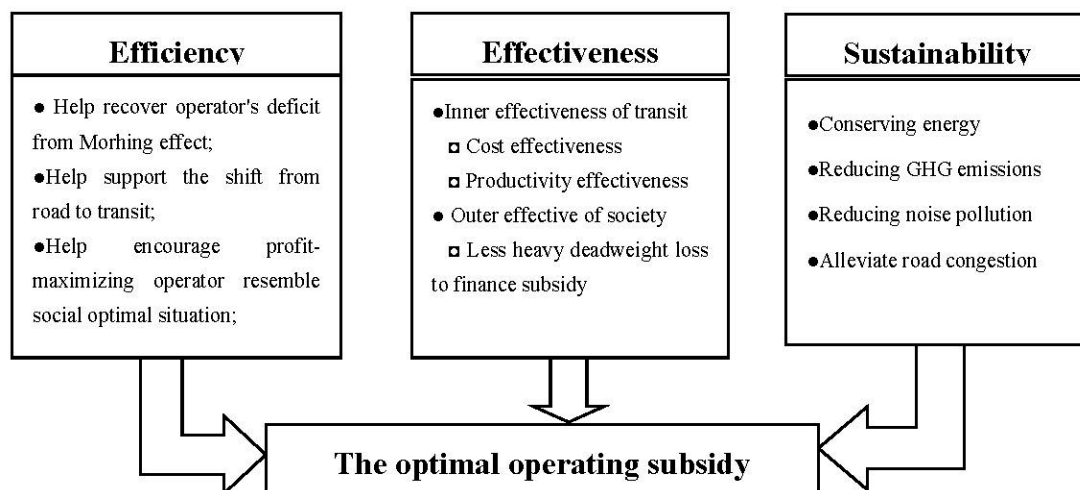 Efficiency
● Help recover operator's deficit
from Morhing effect;
●Help support the shift from
road to transit;
●Help encourage profit-
maximizing operator resemble
social optimal situation;
Effectiveness
●Inner effectiveness of transit
◘ Cost effectiveness
◘ Productivity effectiveness
● Outer effective of society
◘ Less heavy deadweight loss
to finance subsidy
Sustainability
●Conserving energy
●Reducing GHG emissions
●Reducing noise pollution
●Alleviate road congestion
The optimal operating subsidy